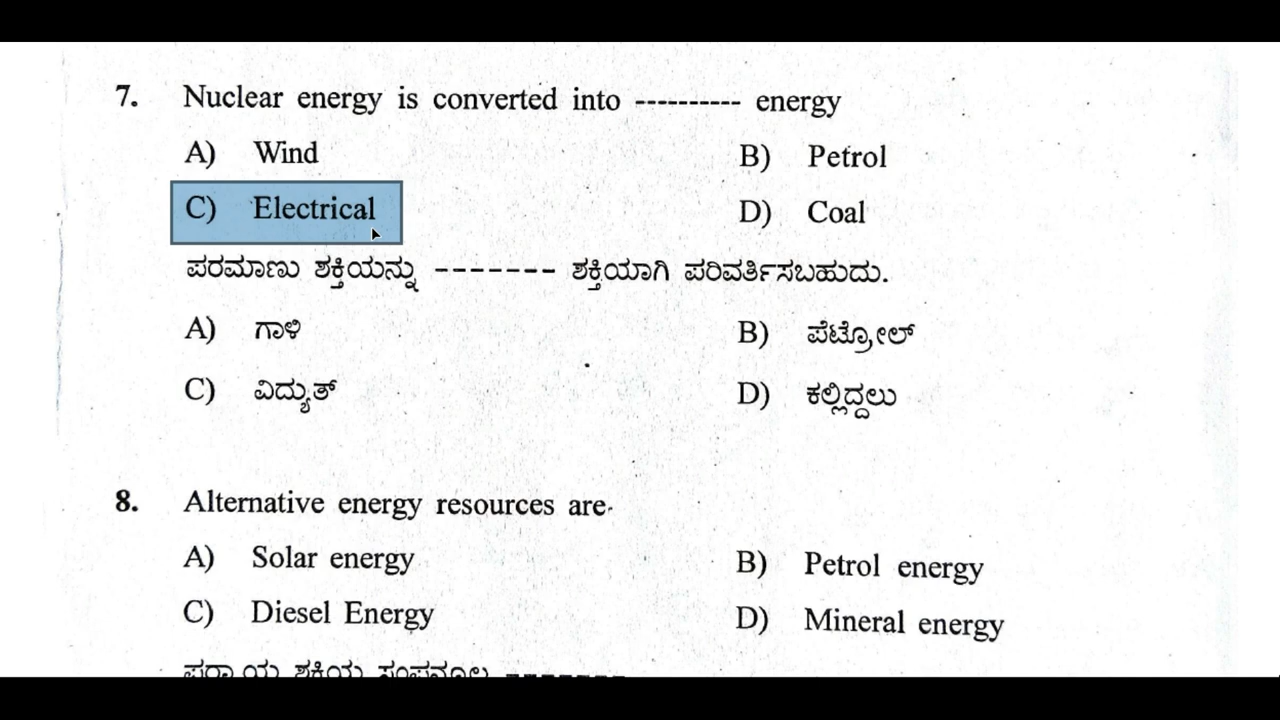 7. Nuclear energy is converted into ---------- energy
A) Wind B) Petrol
C) Electrical D) Coal
ಪರಮಾಣು ಶಕ್ತಿಯನ್ನು ------- ಶಕ್ತಿಯಾಗಿ ಪರಿವರ್ತಿಸಬಹುದು.
A) ಗಾಳಿ B) ಪೆಟ್ರೋಲ್
C) ವಿದ್ಯುತ್ D) ಕಲ್ಲಿದ್ದಲು
8. Alternative energy resources are
A) Solar energy B) Petrol energy
C) Diesel Energy D) Mineral energy
ಶಕ್ತಿಯ -------